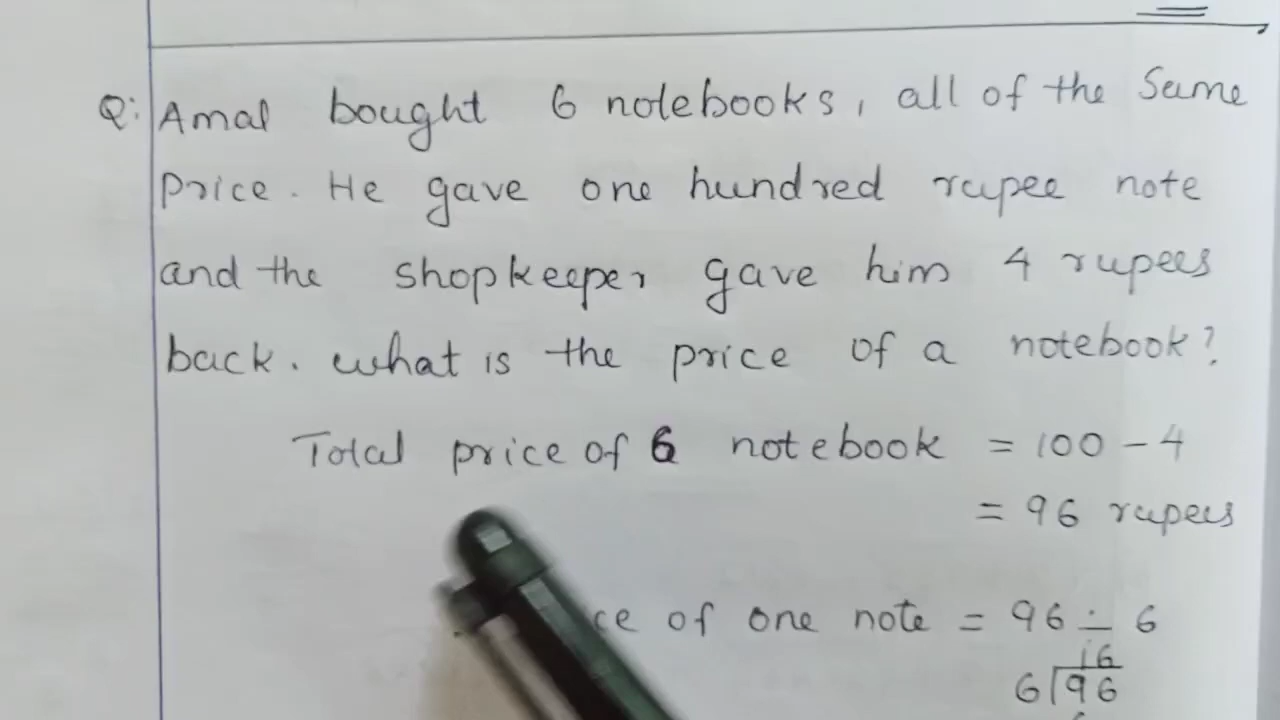 Q: Amal bought 6 notebooks, all of the Same
Price. He gave one hundred rupee note
and the shopkeeper gave him 4 rupees
back. what is the price of a notebook?
Total price of 6 notebook = 100 - 4
= 96 rupees
of one note = 96 ÷ 6
16
6)96